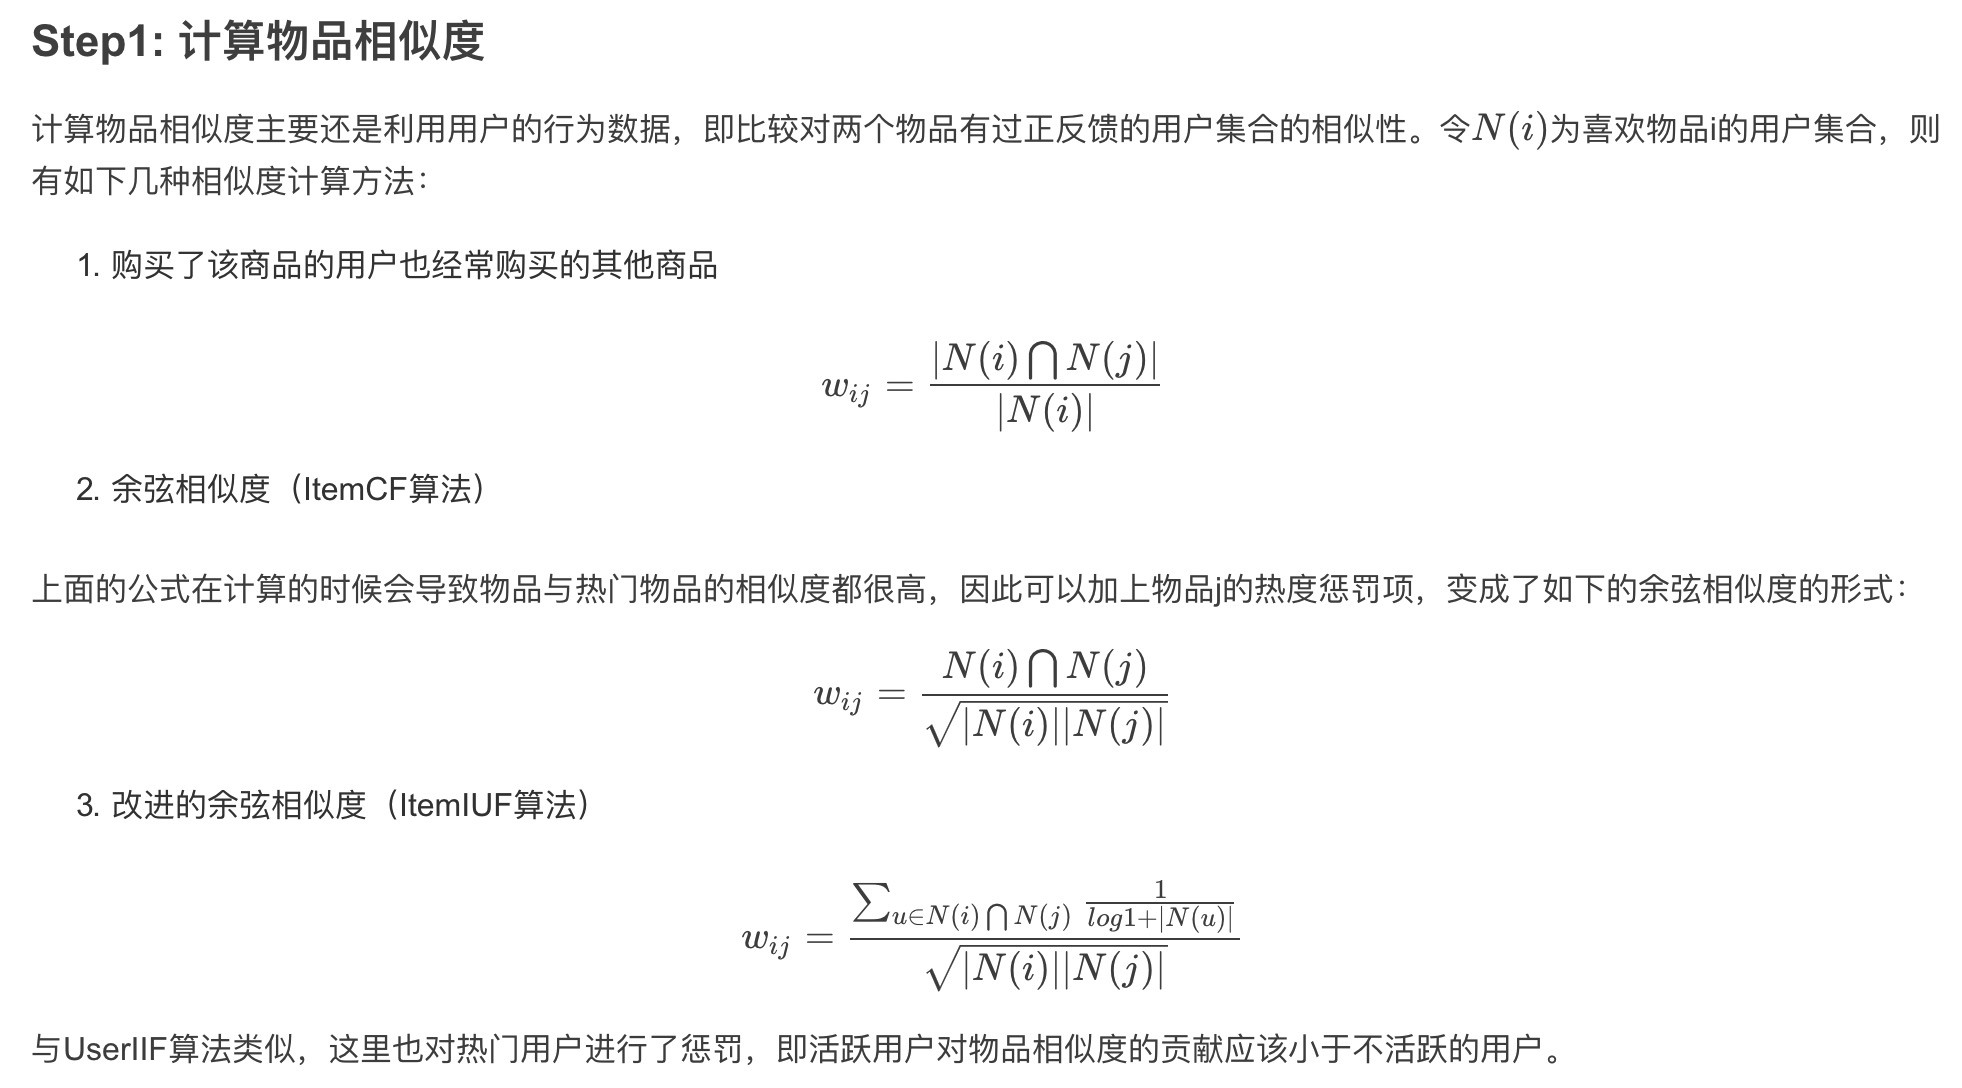 Step1: 计算物品相似度
计算物品相似度主要还是利用用户的行为数据，即比较对两个物品有过正反馈的用户集合的相似性。令N(i)为喜欢物品i的用户集合，则
有如下几种相似度计算方法：
1. 购买了该商品的用户也经常购买的其他商品
w_{ij} = \frac{|N(i) \bigcap N(j)|}{|N(i)|}
2. 余弦相似度（ItemCF算法）
上面的公式在计算的时候会导致物品与热门物品的相似度都很高，因此可以加上物品j的热度惩罚项，变成了如下的余弦相似度的形式：
w_{ij} = \frac{N(i) \bigcap N(j)}{\sqrt{|N(i)||N(j)|}}
3. 改进的余弦相似度（ItemIUF算法）
w_{ij} = \frac{\sum_{u \in N(i) \bigcap N(j)} \frac{1}{log1+|N(u)|}}{\sqrt{|N(i)||N(j)|}}
与UserIIF算法类似，这里也对热门用户进行了惩罚，即活跃用户对物品相似度的贡献应该小于不活跃的用户。